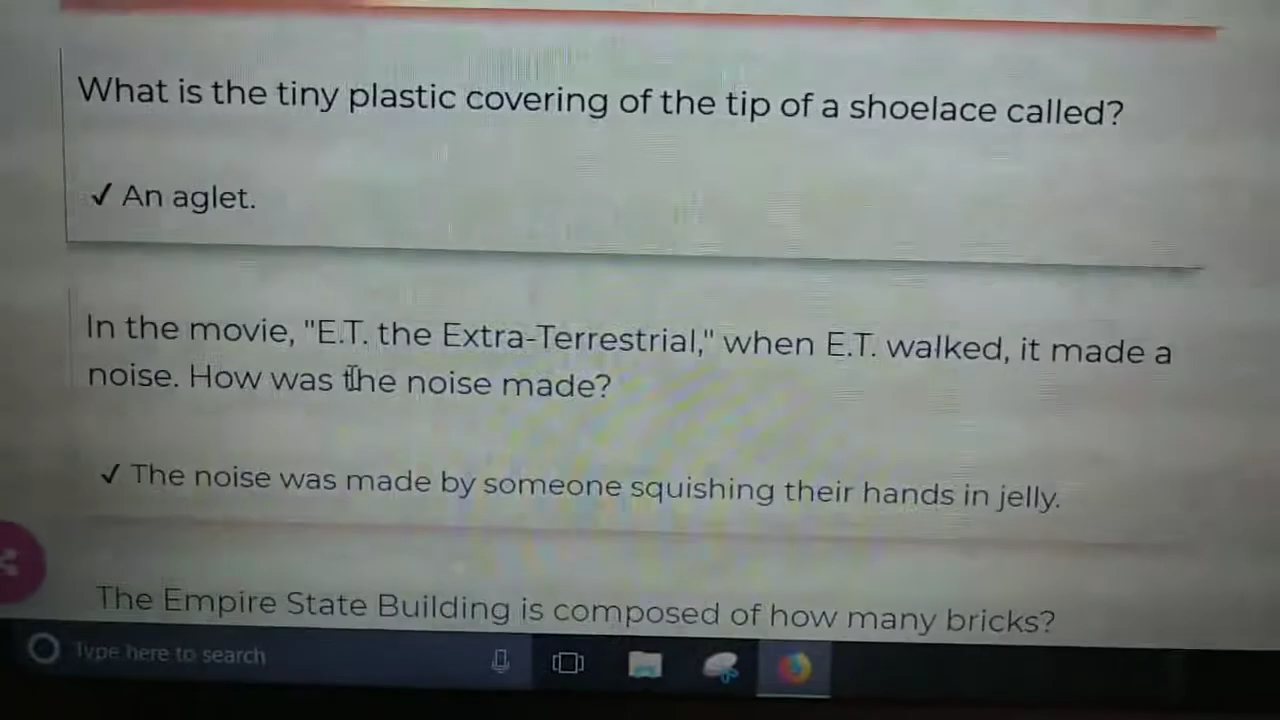 What is the tiny plastic covering of the tip of a shoelace called?
✓ An aglet.
In the movie, "E.T. the Extra-Terrestrial," when E.T. walked, it made a
noise. How was the noise made?
✓ The noise was made by someone squishing their hands in jelly.
The Empire State Building is composed of how many bricks?
Type here to search